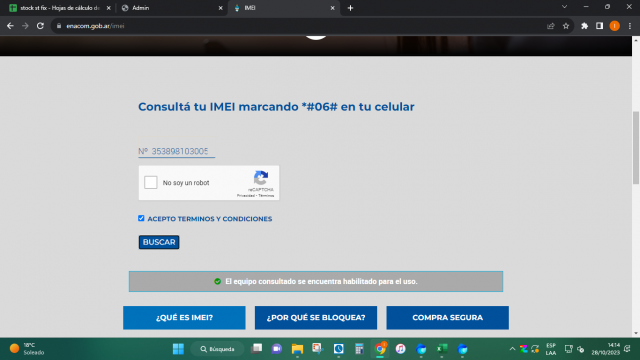 stock st fix - Hojas de cálculo de
Admin
IMEI
enacom.gob.ar/imei
Consultá tu IMEI marcando *#06# en tu celular
Nº 353898103005
No soy un robot
reCAPTCHA
Privacidad - Términos
ACEPTO TERMINOS Y CONDICIONES
BUSCAR
El equipo consultado se encuentra habilitado para el uso.
¿QUÉ ES IMEI?
¿POR QUÉ SE BLOQUEA?
COMPRA SEGURA
18°C
Soleado
Búsqueda
ESP
LAA
14:14
28/10/2023